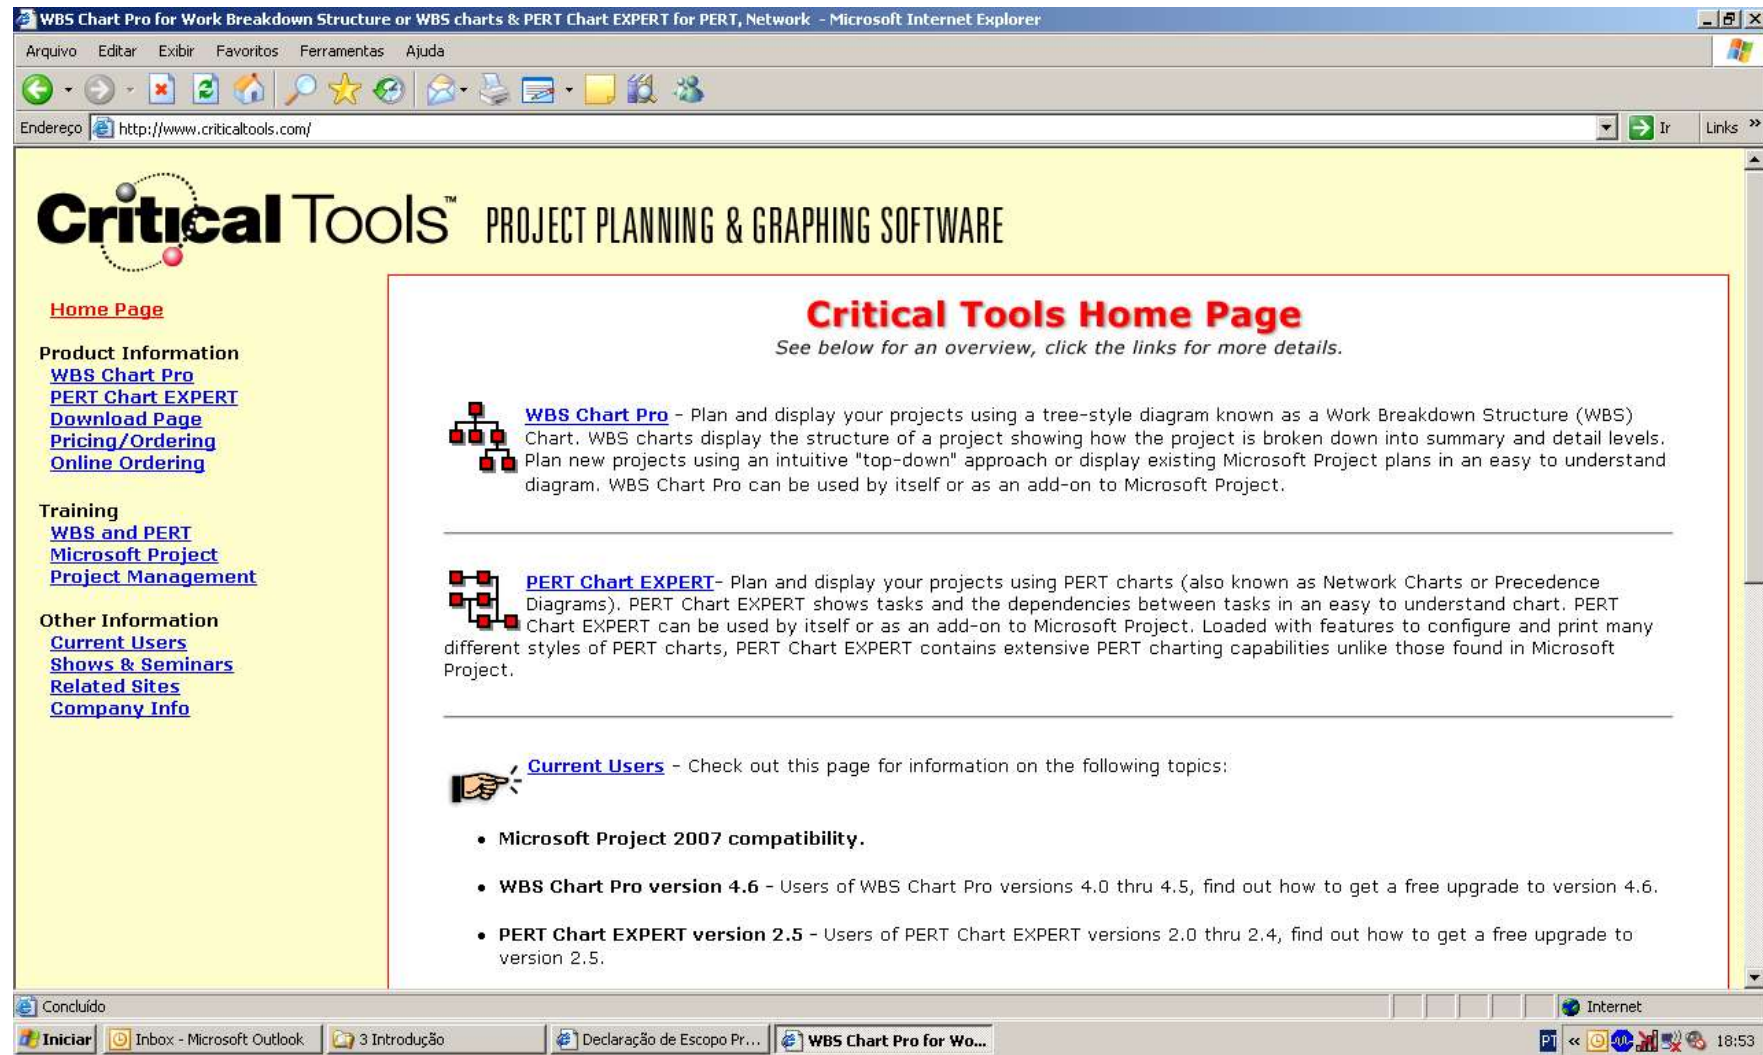 WBS Chart Pro for Work Breakdown Structure or WBS charts & PERT Chart EXPERT for PERT, Network - Microsoft Internet Explorer
Arquivo Editar Exibir Favoritos Ferramentas Ajuda
Endereço http://www.criticaltools.com/ Ir Links »
Critical Tools™ PROJECT PLANNING & GRAPHING SOFTWARE
Home Page
Product Information
WBS Chart Pro
PERT Chart EXPERT
Download Page
Pricing/Ordering
Online Ordering
Training
WBS and PERT
Microsoft Project
Project Management
Other Information
Current Users
Shows & Seminars
Related Sites
Company Info
Critical Tools Home Page
See below for an overview, click the links for more details.
WBS Chart Pro - Plan and display your projects using a tree-style diagram known as a Work Breakdown Structure (WBS)
Chart. WBS charts display the structure of a project showing how the project is broken down into summary and detail levels.
Plan new projects using an intuitive "top-down" approach or display existing Microsoft Project plans in an easy to understand
diagram. WBS Chart Pro can be used by itself or as an add-on to Microsoft Project.
PERT Chart EXPERT- Plan and display your projects using PERT charts (also known as Network Charts or Precedence
Diagrams). PERT Chart EXPERT shows tasks and the dependencies between tasks in an easy to understand chart. PERT
Chart EXPERT can be used by itself or as an add-on to Microsoft Project. Loaded with features to configure and print many
different styles of PERT charts, PERT Chart EXPERT contains extensive PERT charting capabilities unlike those found in Microsoft
Project.
Current Users - Check out this page for information on the following topics:
• Microsoft Project 2007 compatibility.
• WBS Chart Pro version 4.6 - Users of WBS Chart Pro versions 4.0 thru 4.5, find out how to get a free upgrade to version 4.6.
• PERT Chart EXPERT version 2.5 - Users of PERT Chart EXPERT versions 2.0 thru 2.4, find out how to get a free upgrade to
version 2.5.
Concluído Internet
Iniciar Inbox - Microsoft Outlook 3 Introdução Declaração de Escopo Pr... WBS Chart Pro for Wo... PT « 18:53